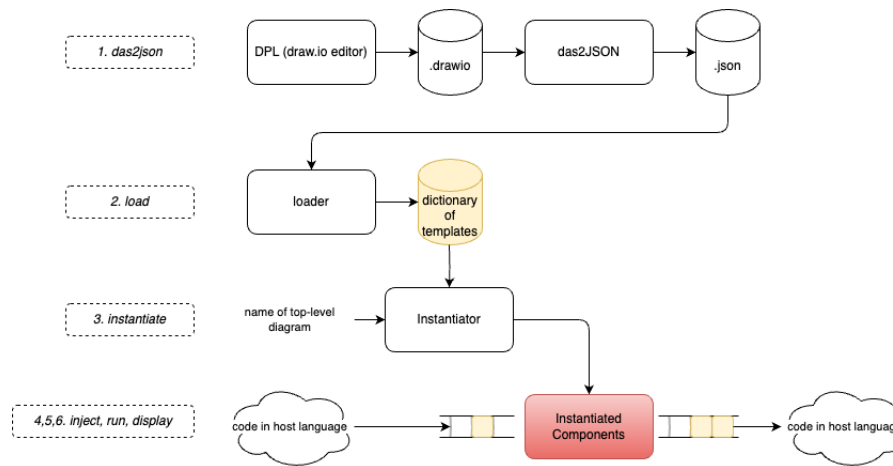 1. das2json
DPL (draw.io editor)
.drawio
das2JSON
.json
2. load
loader
dictionary
of
templates
3. instantiate
name of top-level
diagram
Instantiator
4,5,6. inject, run, display
code in host language
Instantiated
Components
code in host language